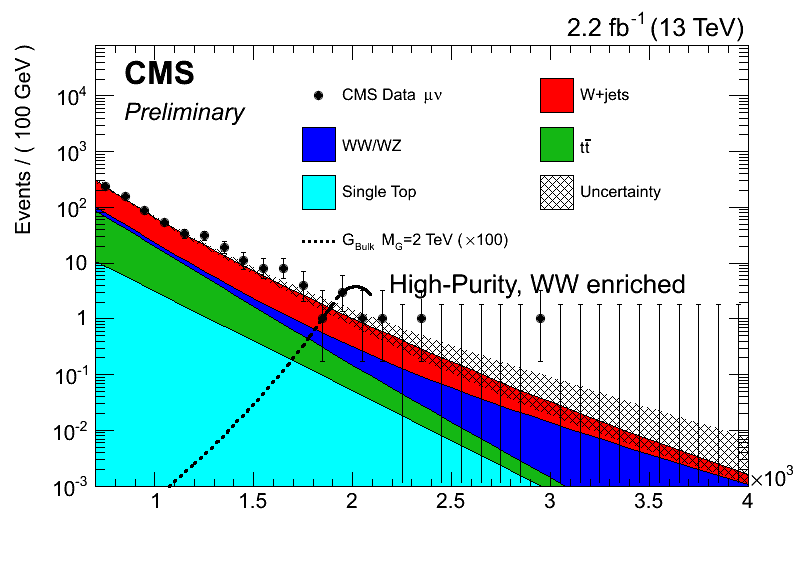 2.2 fb⁻¹ (13 TeV)
CMS
Preliminary
CMS Data μν
W+jets
WW/WZ
tt̄
Single Top
Uncertainty
G_Bulk M_G=2 TeV (×100)
High-Purity, WW enriched
Events / ( 100 GeV )
10⁴
10³
10²
10
1
10⁻¹
10⁻²
10⁻³
1 1.5 2 2.5 3 3.5 4
×10³